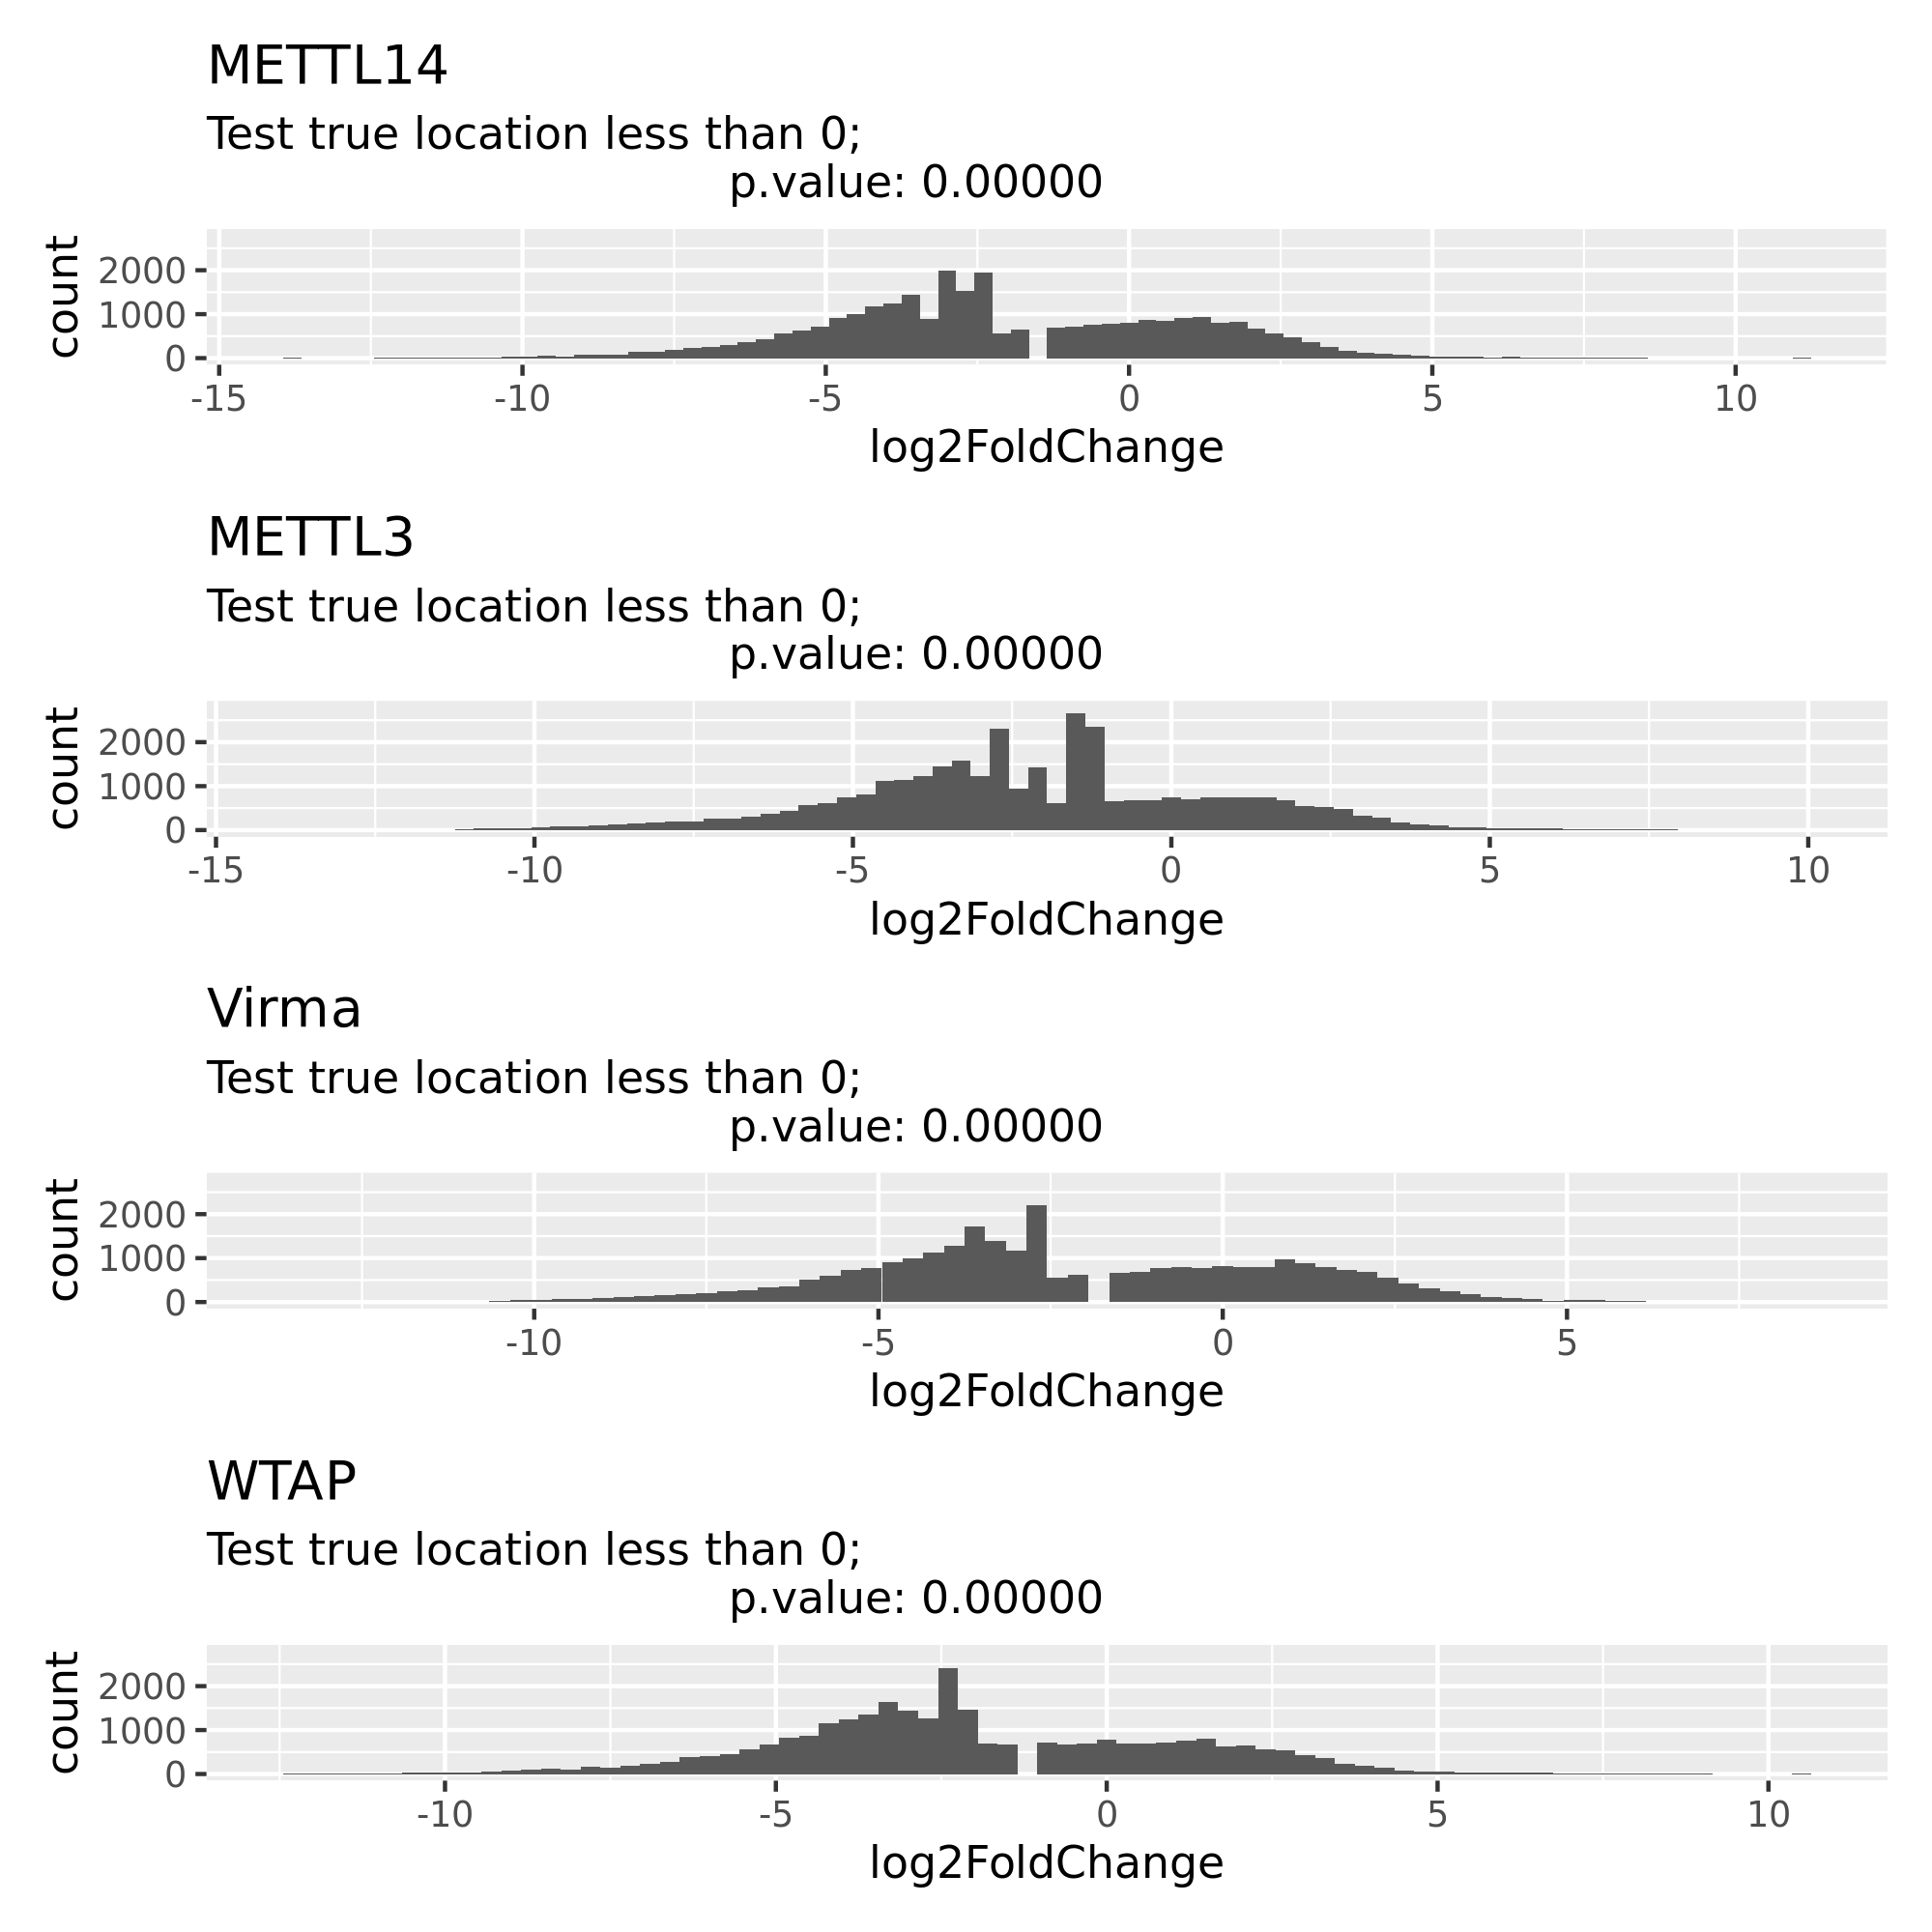 METTL14
Test true location less than 0;
p.value: 0.00000
count
2000
1000
0
-15 -10 -5 0 5 10
log2FoldChange
METTL3
Test true location less than 0;
p.value: 0.00000
count
2000
1000
0
-15 -10 -5 0 5 10
log2FoldChange
Virma
Test true location less than 0;
p.value: 0.00000
count
2000
1000
0
-10 -5 0 5
log2FoldChange
WTAP
Test true location less than 0;
p.value: 0.00000
count
2000
1000
0
-10 -5 0 5 10
log2FoldChange